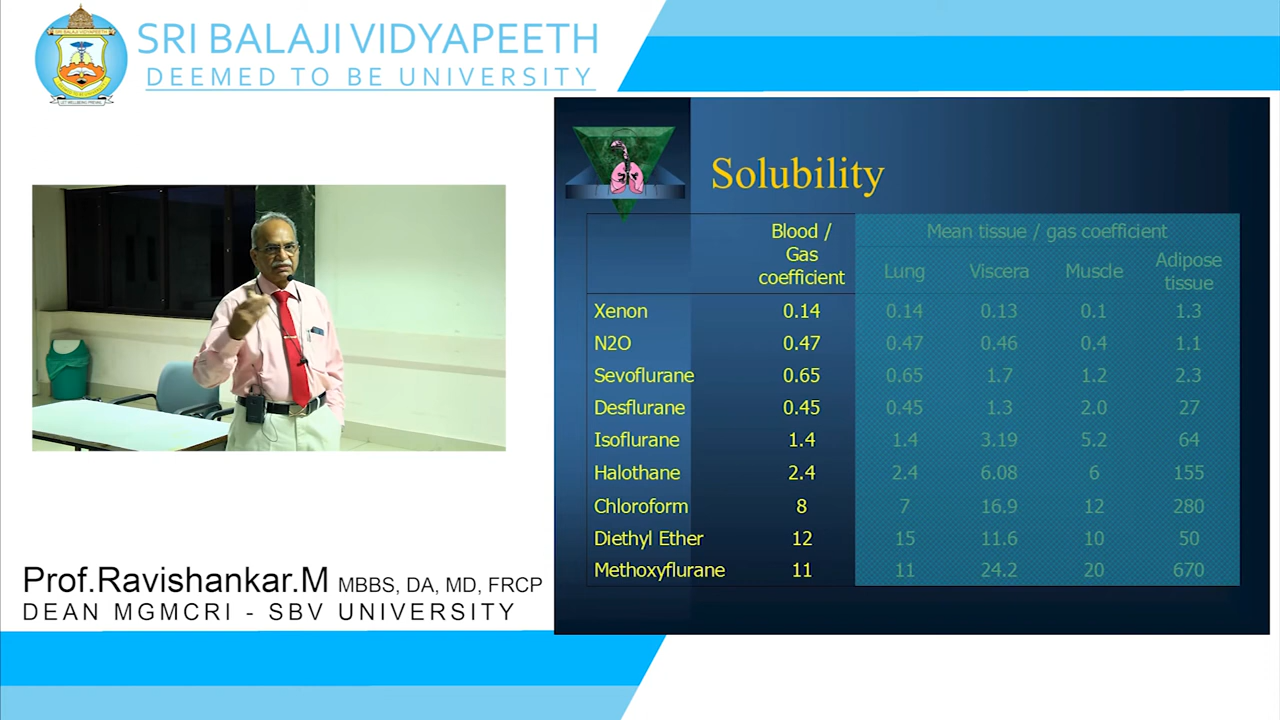 SRI BALAJI VIDYAPEETH
DEEMED TO BE UNIVERSITY
Solubility
Blood / Gas coefficient Mean tissue / gas coefficient
Lung Viscera Muscle Adipose tissue
Xenon 0.14 0.14 0.13 0.1 1.3
N2O 0.47 0.47 0.46 0.4 1.1
Sevoflurane 0.65 0.65 1.7 1.2 2.3
Desflurane 0.45 0.45 1.3 2.0 27
Isoflurane 1.4 1.4 3.19 5.2 64
Halothane 2.4 2.4 6.08 6 155
Chloroform 8 7 16.9 12 280
Diethyl Ether 12 15 11.6 10 50
Methoxyflurane 11 11 24.2 20 670
Prof.Ravishankar.M MBBS, DA, MD, FRCP
DEAN MGMCRI - SBV UNIVERSITY